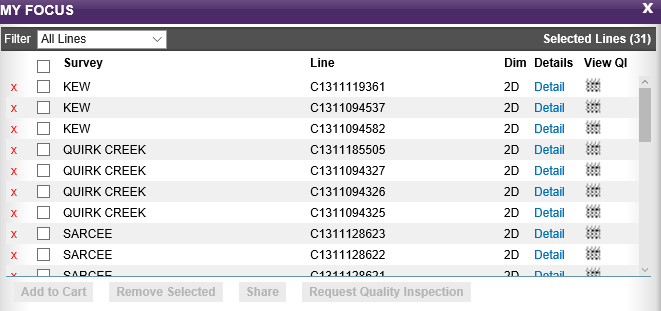 MY FOCUS X
Filter All Lines Selected Lines (31)
Survey Line Dim Details View QI
x KEW C1311119361 2D Detail
x KEW C1311094537 2D Detail
x KEW C1311094582 2D Detail
x QUIRK CREEK C1311185505 2D Detail
x QUIRK CREEK C1311094327 2D Detail
x QUIRK CREEK C1311094326 2D Detail
x QUIRK CREEK C1311094325 2D Detail
x SARCEE C1311128623 2D Detail
x SARCEE C1311128622 2D Detail
x SARCEE C1311128621 2D Detail
Add to Cart Remove Selected Share Request Quality Inspection